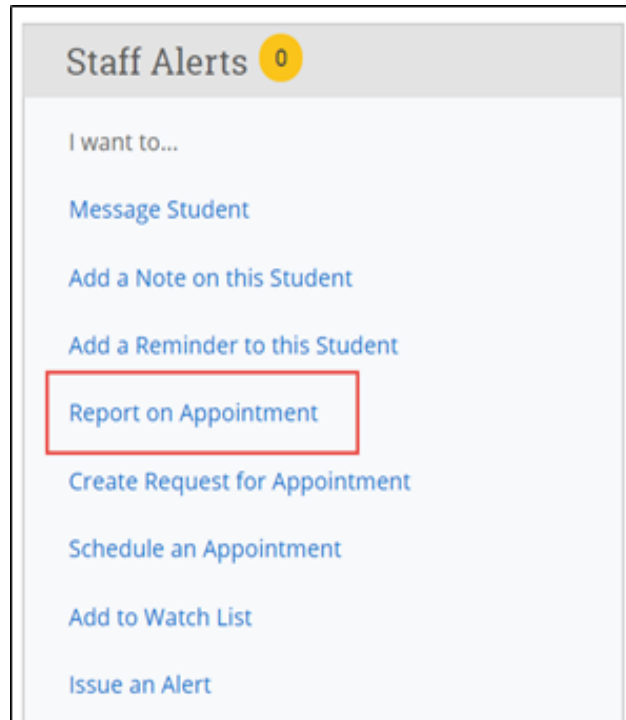 Staff Alerts 0
I want to...
Message Student
Add a Note on this Student
Add a Reminder to this Student
Report on Appointment
Create Request for Appointment
Schedule an Appointment
Add to Watch List
Issue an Alert